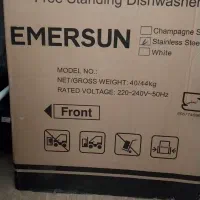 Free Standing Dishwasher
EMERSUN
Champagne S
Stainless Steel
White
MODEL NO.:
NET/GROSS WEIGHT: 40/44kg
RATED VOLTAGE: 220-240V~50Hz
Front